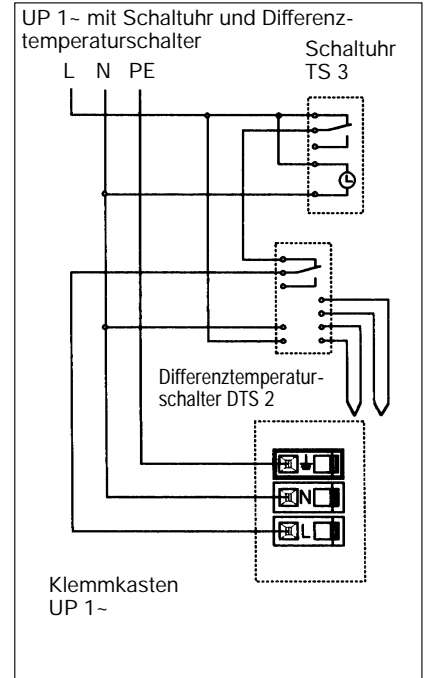 UP 1~ mit Schaltuhr und Differenz-
temperaturschalter
Schaltuhr
TS 3
L N PE
Differenztemperatur-
schalter DTS 2
N
L
Klemmkasten
UP 1~